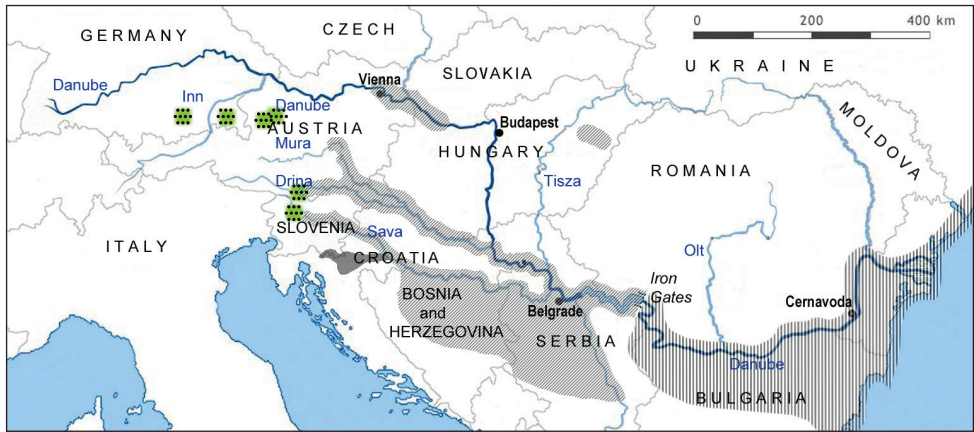 0 200 400 km
GERMANY
CZECH
SLOVAKIA
UKRAINE
Danube
Vienna
Inn
Danube
AUSTRIA
Budapest
MOLDOVA
HUNGARY
Mura
ROMANIA
Drina
Tisza
SLOVENIA
Sava
ITALY
CROATIA
Olt
Iron
Gates
BOSNIA
and
HERZEGOVINA
Belgrade
Cernavoda
SERBIA
Danube
BULGARIA